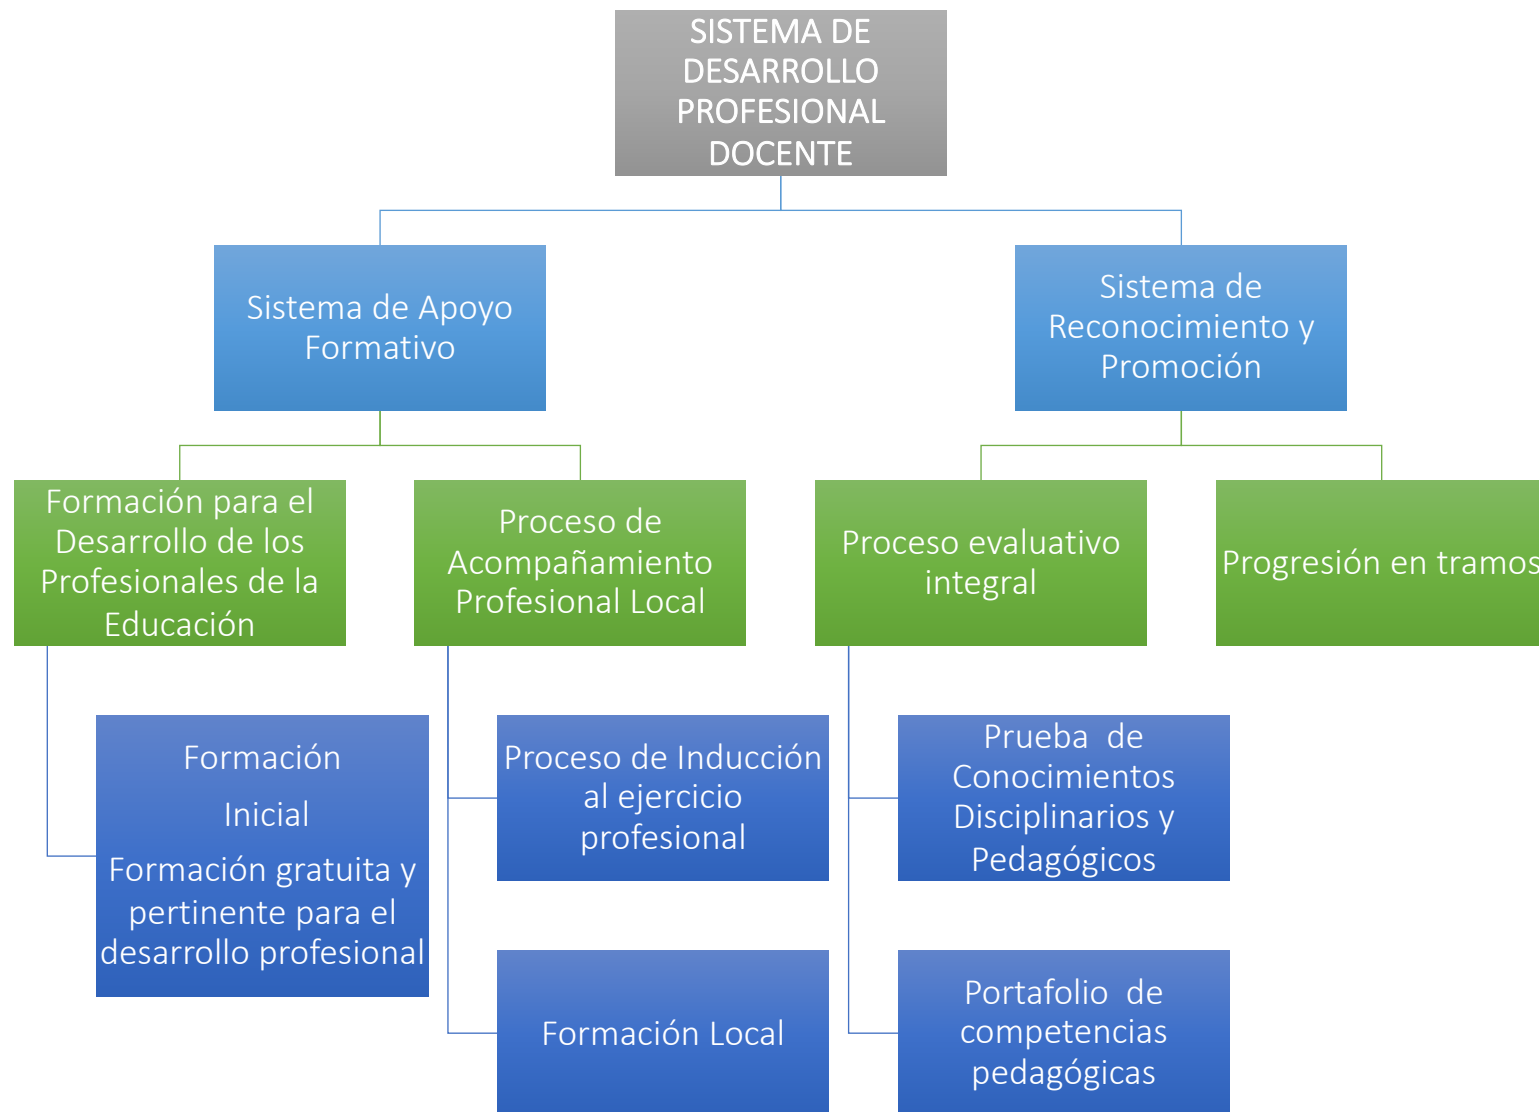 SISTEMA DE
DESARROLLO
PROFESIONAL
DOCENTE
Sistema de Apoyo
Formativo
Sistema de
Reconocimiento y
Promoción
Formación para el
Desarrollo de los
Profesionales de la
Educación
Proceso de
Acompañamiento
Profesional Local
Proceso evaluativo
integral
Progresión en tramos
Formación
Inicial
Formación gratuita y
pertinente para el
desarrollo profesional
Proceso de Inducción
al ejercicio
profesional
Prueba  de
Conocimientos
Disciplinarios y
Pedagógicos
Formación Local
Portafolio  de
competencias
pedagógicas